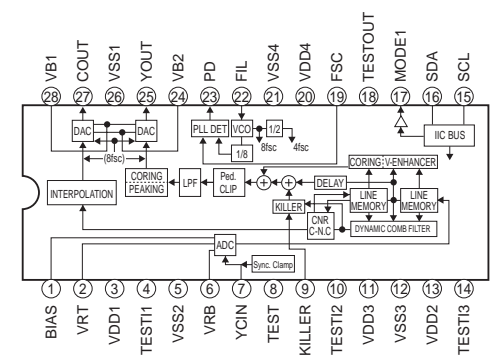 VB1 COUT VSS1 YOUT VB2 PD FIL VSS4 VDD4 FSC TESTOUT MODE1 SDA SCL
28 27 26 25 24 23 22 21 20 19 18 17 16 15
DAC DAC PLL DET VCO 1/2 IIC BUS
8fsc 4fsc
(8fsc) 1/8
CORING V-ENHANCER
INTERPOLATION CORING PEAKING LPF Ped. CLIP + + DELAY
LINE MEMORY LINE MEMORY
KILLER
CNR C-N.C DYNAMIC COMB FILTER
ADC
Sync. Clamp
1 2 3 4 5 6 7 8 9 10 11 12 13 14
BIAS VRT VDD1 TESTI1 VSS2 VRB YCIN TEST KILLER TESTI2 VDD3 VSS3 VDD2 TESTI3